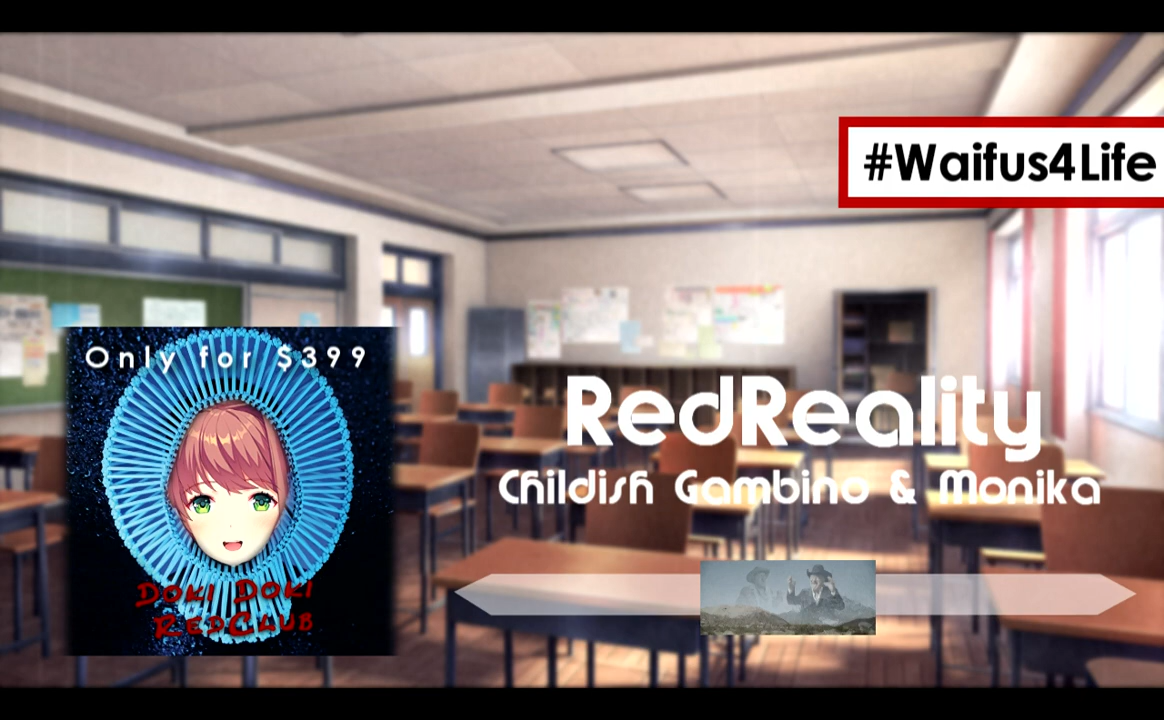 #Waifus4Life
Only for $399
RedReality
Childish Gambino & Monika
Doki Doki
RedClub